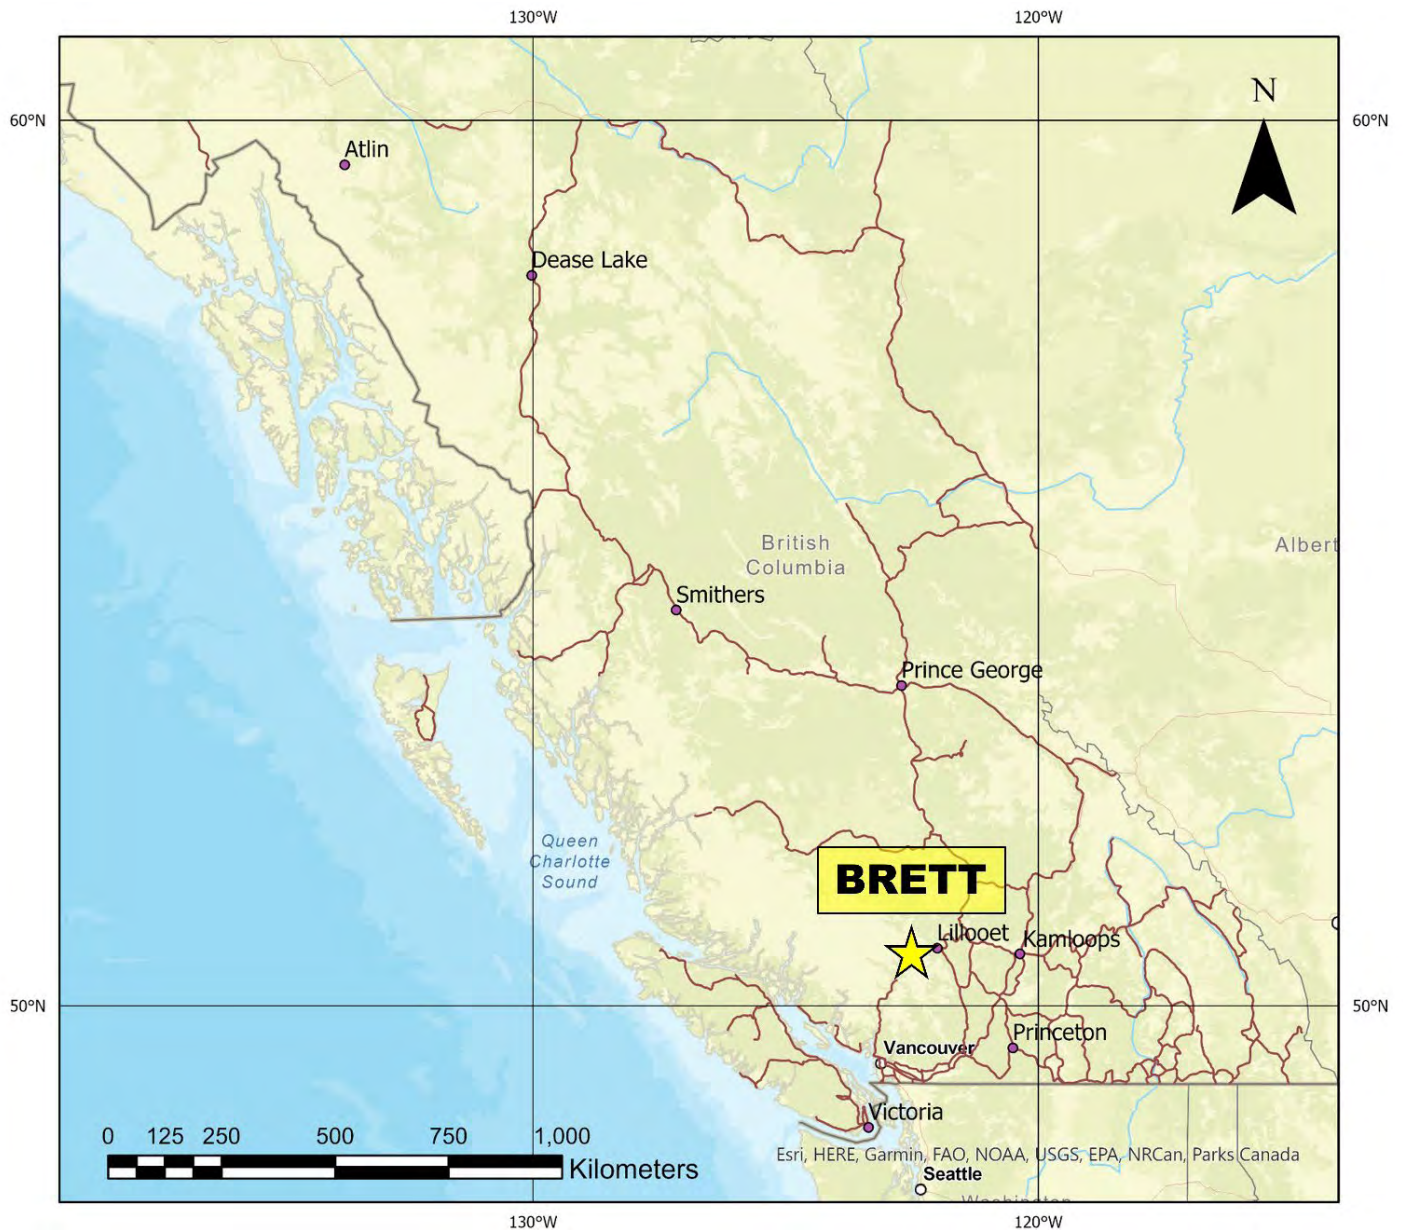 130°W
120°W
60°N
60°N
N
Atlin
Dease Lake
British
Columbia
Albert
Smithers
Prince George
Queen
Charlotte
Sound
BRETT
Lillooet
Kamloops
50°N
50°N
Princeton
Vancouver
Victoria
0 125 250 500 750 1,000
Kilometers
Esri, HERE, Garmin, FAO, NOAA, USGS, EPA, NRCan, Parks Canada
Seattle
Washington
130°W
120°W